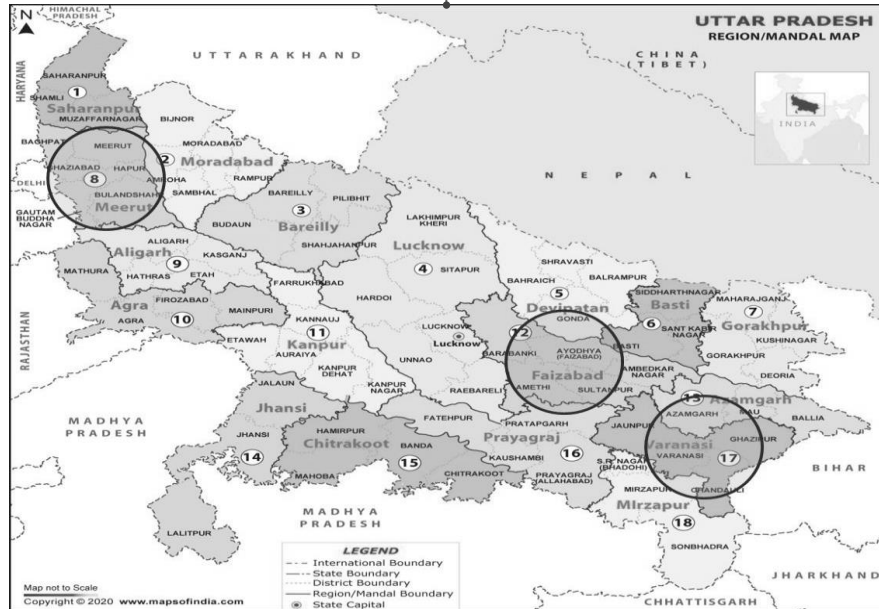 N
HIMACHAL
PRADESH
UTTAR PRADESH
REGION/MANDAL MAP
UTTARAKHAND
CHINA
(TIBET)
INDIA
HARYANA
SAHARANPUR
1
SHAMLI
Saharanpur
MUZAFFARNAGAR
BIJNOR
BAGHPAT
MEERUT
MORADABAD
2
Moradabad
GHAZIABAD
HAPUR
AMROHA
RAMPUR
DELHI
8
SAMBHAL
BULANDSHAHR
Meerut
GAUTAM
BUDDHA
NAGAR
BAREILLY
PILIBHIT
3
BUDAUN
Bareilly
SHAHJAHANPUR
NEPAL
LAKHIMPUR
KHERI
Lucknow
4
SITAPUR
HARDOI
LUCKNOW
Lucknow
UNNAO
RAEBARELI
ALIGARH
Aligarh
KASGANJ
9
HATHRAS
ETAH
MATHURA
FIROZABAD
Agra
AGRA
10
MAINPURI
RAJASTHAN
FARRUKHABAD
KANNAUJ
11
ETAWAH
Kanpur
AURAIYA
KANPUR
DEHAT
KANPUR
NAGAR
SHRAVASTI
BAHRAICH
BALRAMPUR
5
Devipatan
GONDA
SIDDHARTHNAGAR
Basti
6
SANT KABIR
NAGAR
BASTI
MAHARAJGANJ
7
Gorakhpur
KUSHINAGAR
GORAKHPUR
DEORIA
12
BARABANKI
AYODHYA
(FAIZABAD)
Faizabad
AMBEDKAR
NAGAR
AMETHI
SULTANPUR
13
Azamgarh
AZAMGARH
MAU
BALLIA
JALAUN
Jhansi
JHANSI
14
LALITPUR
HAMIRPUR
Chitrakoot
BANDA
15
MAHOBA
CHITRAKOOT
FATEHPUR
PRATAPGARH
Prayagraj
KAUSHAMBI
16
PRAYAGRAJ
(ALLAHABAD)
JAUNPUR
Varanasi
GHAZIPUR
VARANASI
17
CHANDAULI
S.R. NAGAR
(BHADOHI)
MIRZAPUR
Mirzapur
18
SONBHADRA
MADHYA
PRADESH
MADHYA
PRADESH
BIHAR
JHARKHAND
CHHATTISGARH
LEGEND
International Boundary
State Boundary
District Boundary
Region/Mandal Boundary
State Capital
Map not to Scale
Copyright © 2020 www.mapsofindia.com